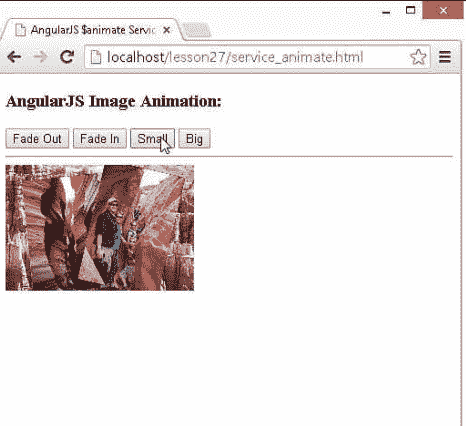 AngularJS $animate Servic
localhost/lesson27/service_animate.html
AngularJS Image Animation:
Fade Out Fade In Small Big